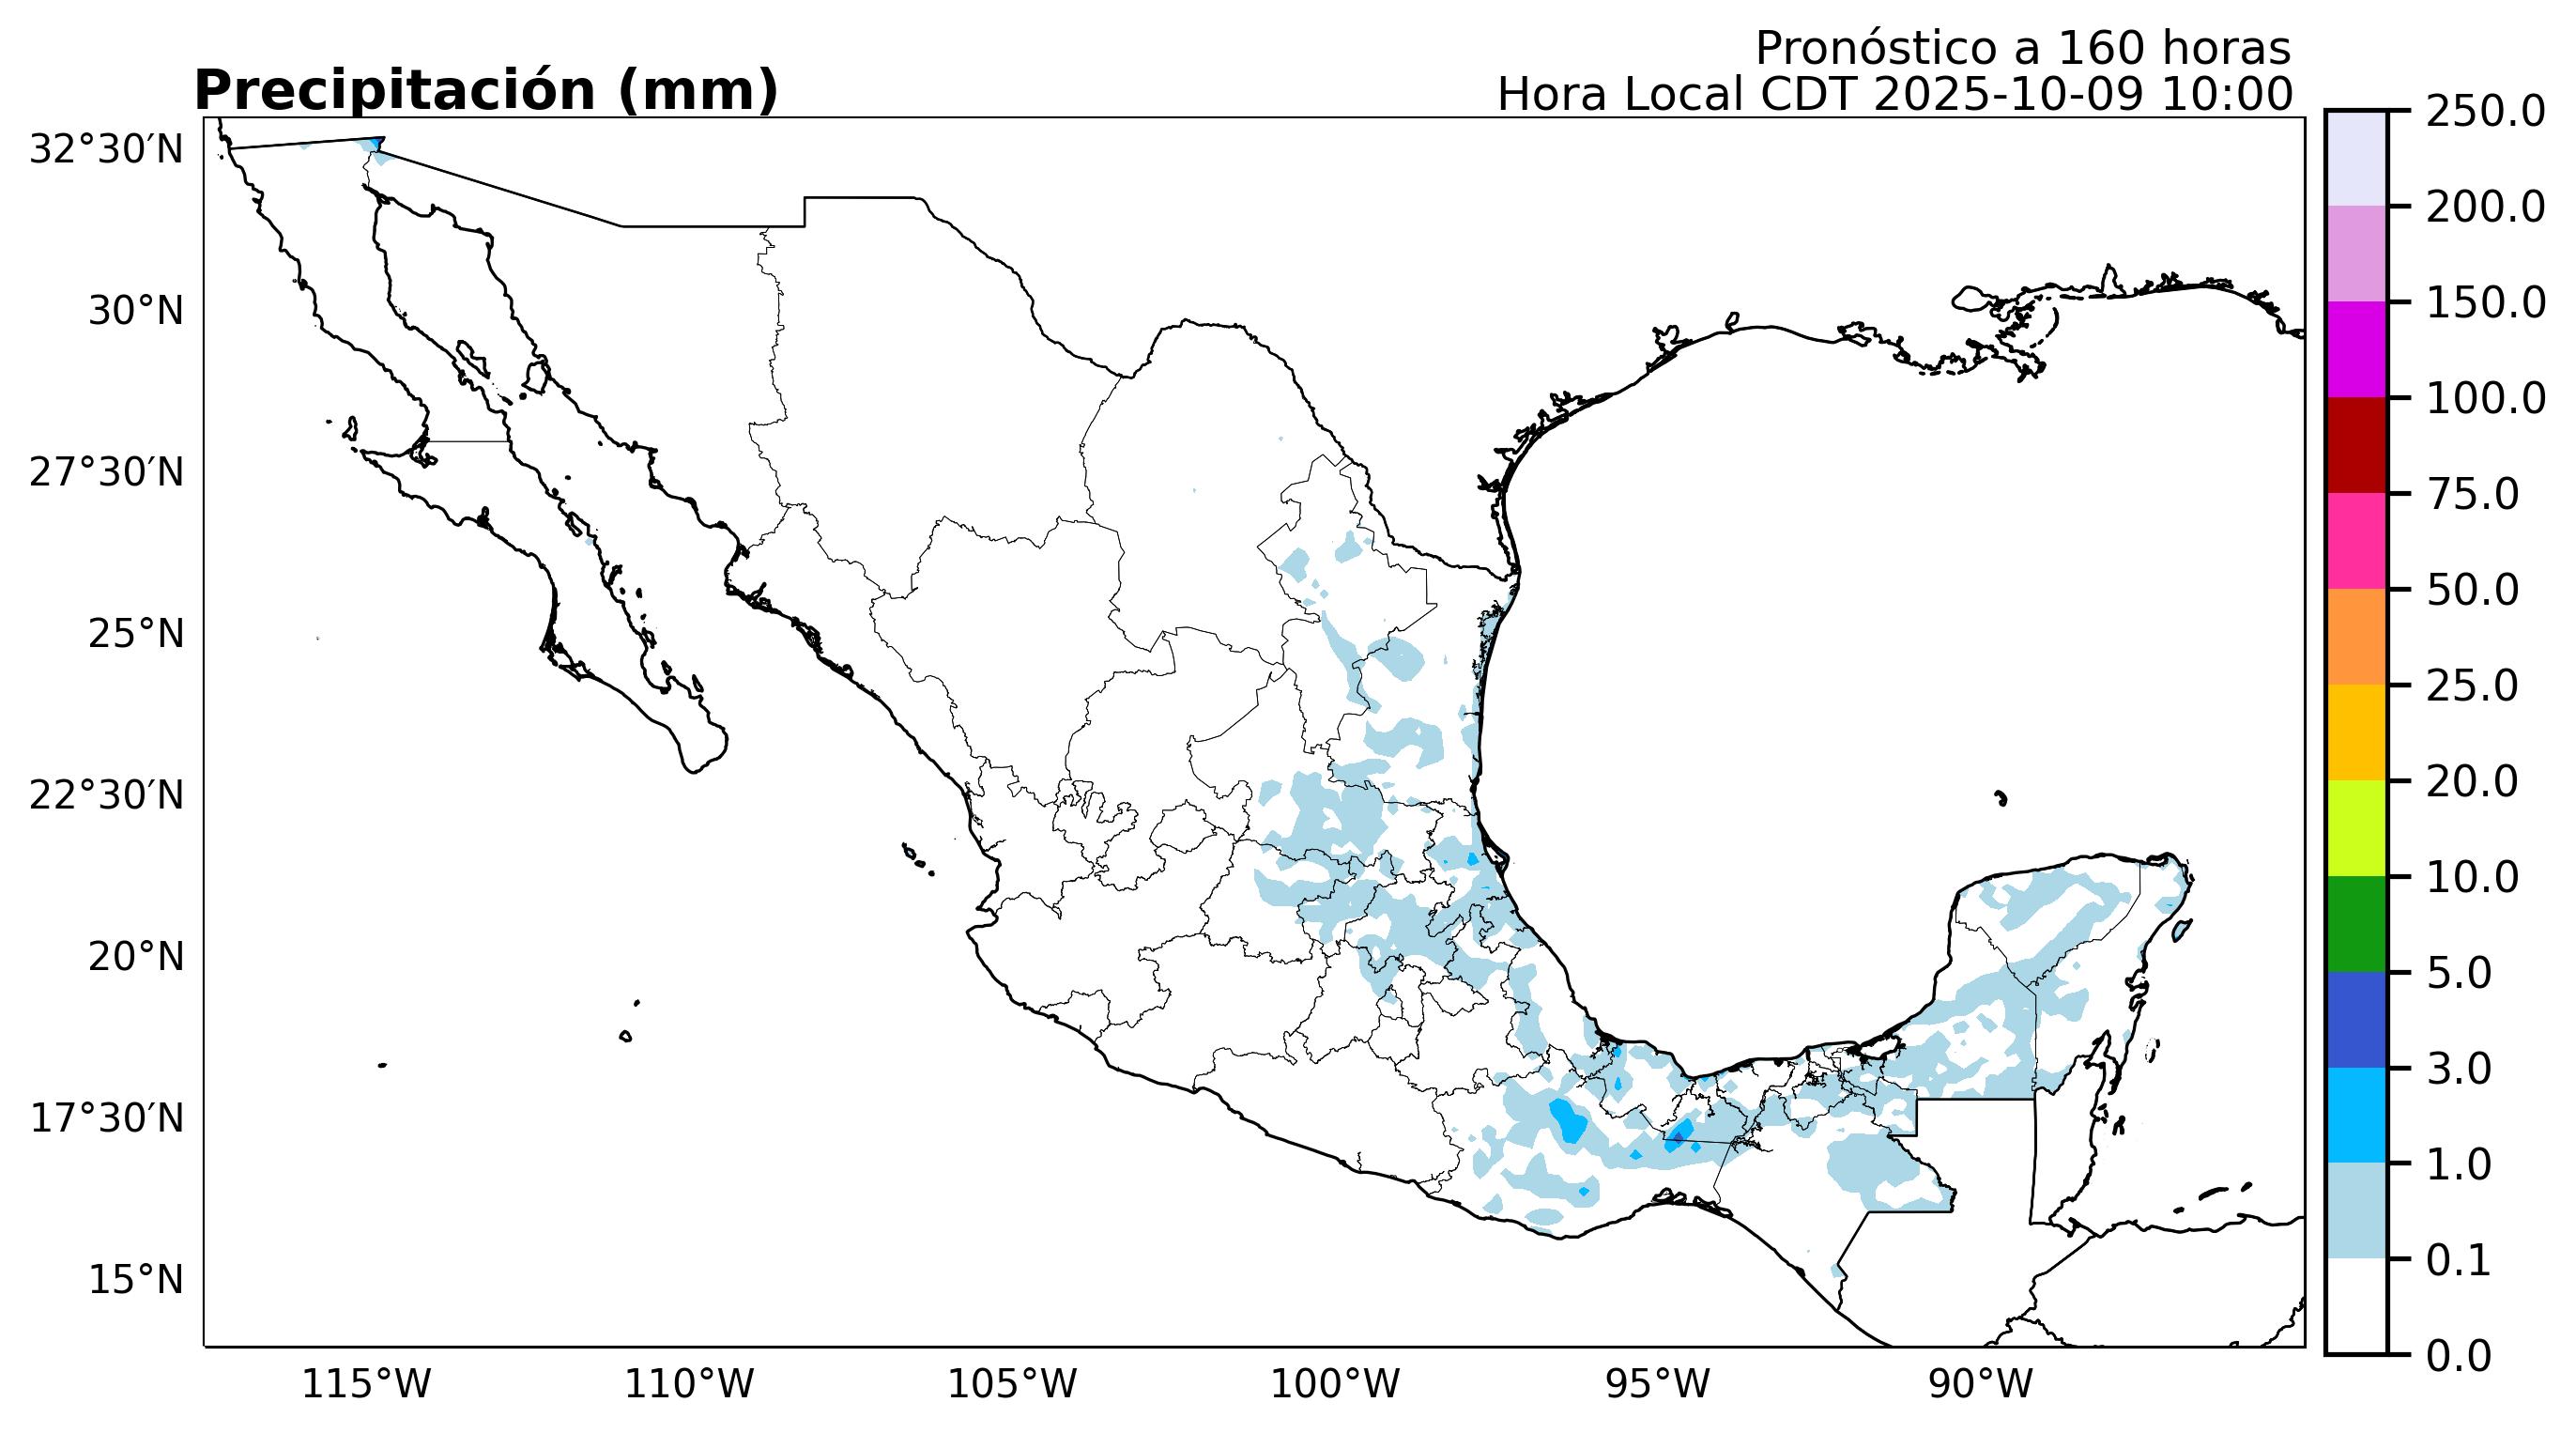 Pronóstico a 160 horas
Precipitación (mm)
Hora Local CDT 2025-10-09 10:00
32°30′N
30°N
27°30′N
25°N
22°30′N
20°N
17°30′N
15°N
115°W
110°W
105°W
100°W
95°W
90°W
250.0
200.0
150.0
100.0
75.0
50.0
25.0
20.0
10.0
5.0
3.0
1.0
0.1
0.0